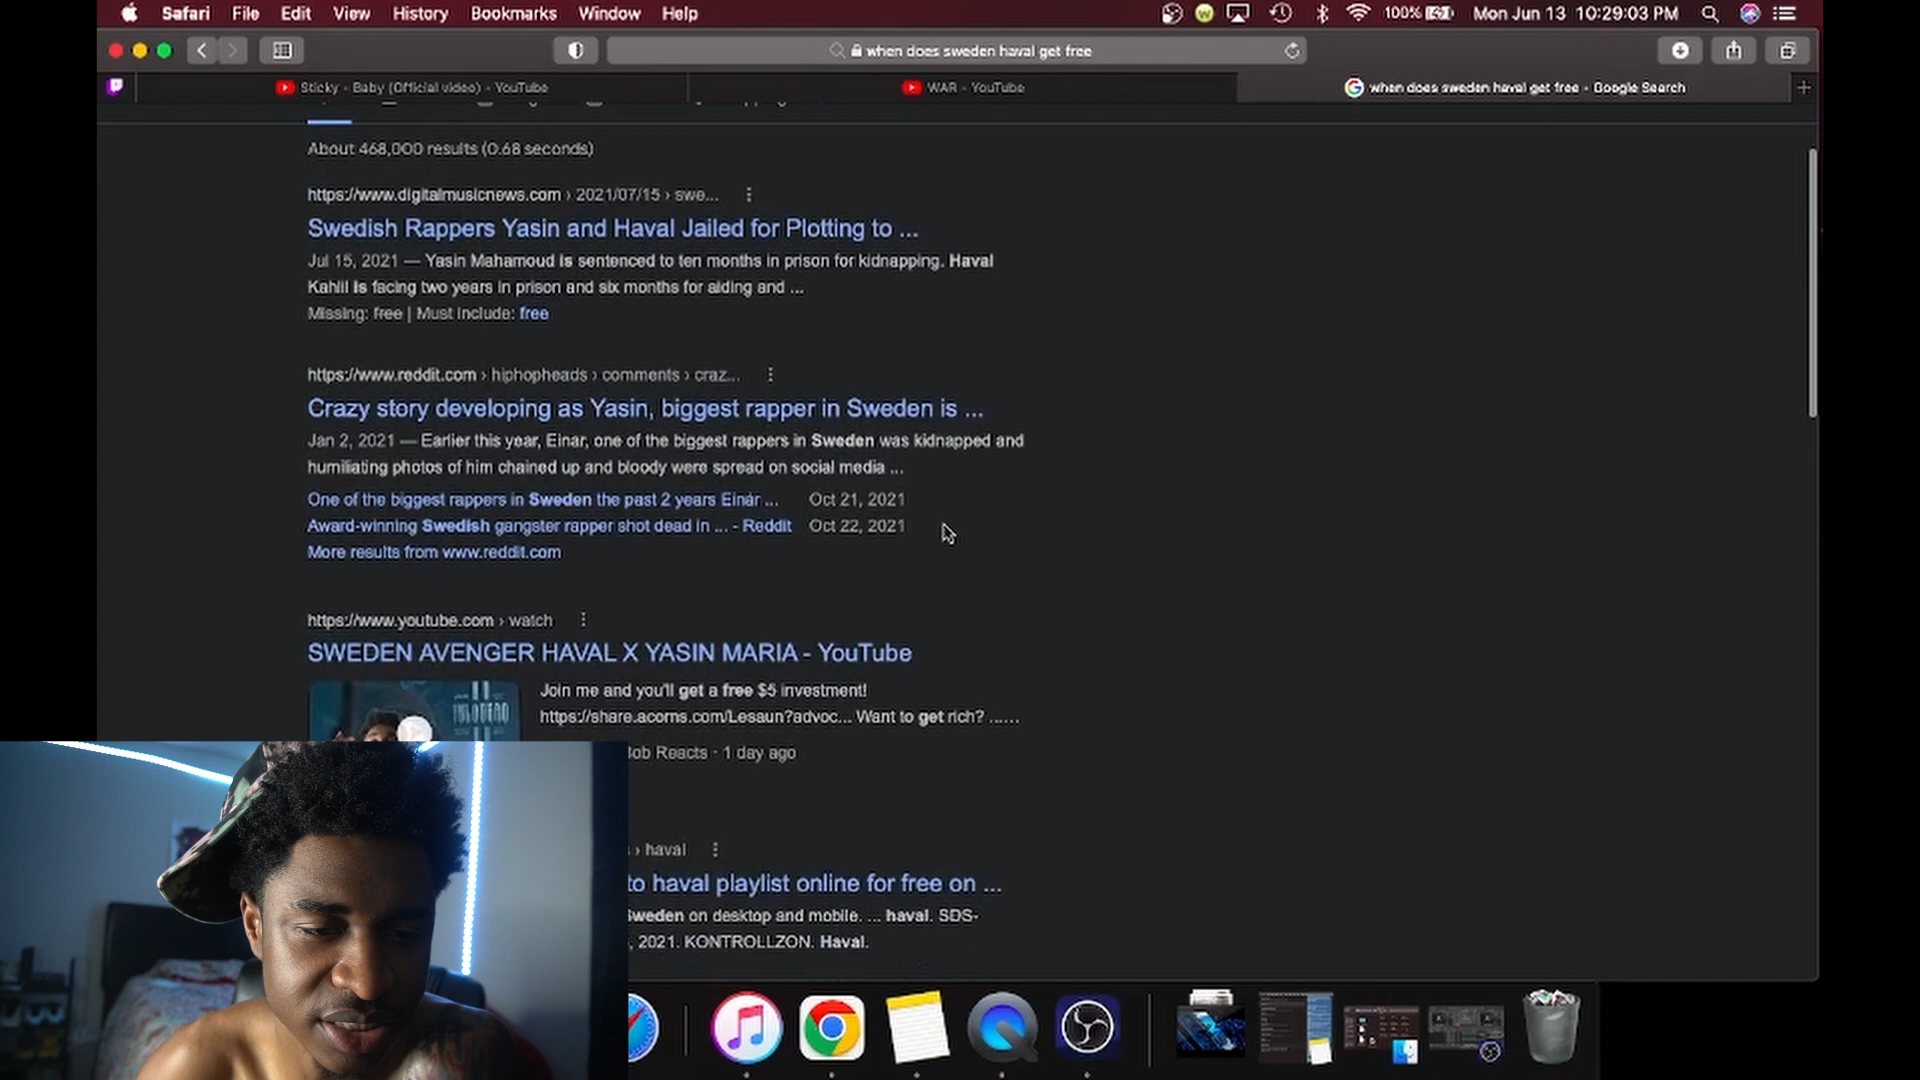 Safari File Edit View History Bookmarks Window Help 100% Mon Jun 13 10:29:03 PM
when does sweden haval get free
Sticky - Baby (Official video) - YouTube
WAR - YouTube
when does sweden haval get free - Google Search
About 468,000 results (0.68 seconds)
https://www.digitalmusicnews.com › 2021/07/15 › swe...
Swedish Rappers Yasin and Haval Jailed for Plotting to ...
Jul 15, 2021 — Yasin Mahamoud is sentenced to ten months in prison for kidnapping. Haval
Kahlil is facing two years in prison and six months for aiding and ...
Missing: free | Must include: free
https://www.reddit.com › hiphopheads › comments › craz...
Crazy story developing as Yasin, biggest rapper in Sweden is ...
Jan 2, 2021 — Earlier this year, Einar, one of the biggest rappers in Sweden was kidnapped and
humiliating photos of him chained up and bloody were spread on social media ...
One of the biggest rappers in Sweden the past 2 years Einár ... Oct 21, 2021
Award-winning Swedish gangster rapper shot dead in ... - Reddit Oct 22, 2021
More results from www.reddit.com
https://www.youtube.com › watch
SWEDEN AVENGER HAVAL X YASIN MARIA - YouTube
Join me and you'll get a free $5 investment!
https://share.acorns.com/Lesaun?advoc... Want to get rich? ......
Bob Reacts · 1 day ago
› haval
to haval playlist online for free on ...
Sweden on desktop and mobile. ... haval. SDS-
, 2021. KONTROLLZON. Haval.